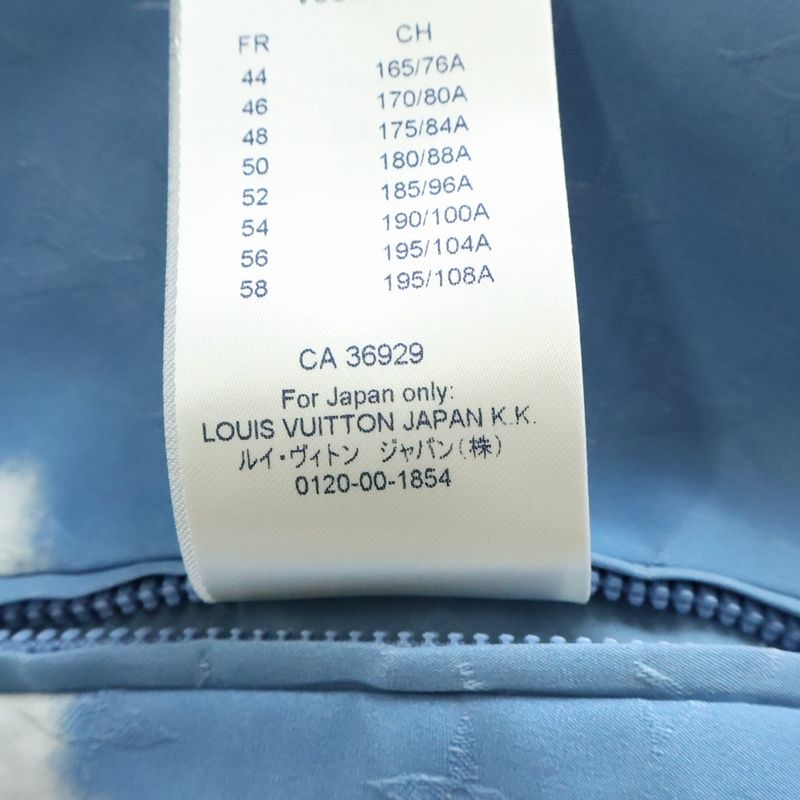 FR CH
44 165/76A
46 170/80A
48 175/84A
50 180/88A
52 185/96A
54 190/100A
56 195/104A
58 195/108A
CA 36929
For Japan only:
LOUIS VUITTON JAPAN K.K.
ルイ・ヴィトン ジャパン(株)
0120-00-1854